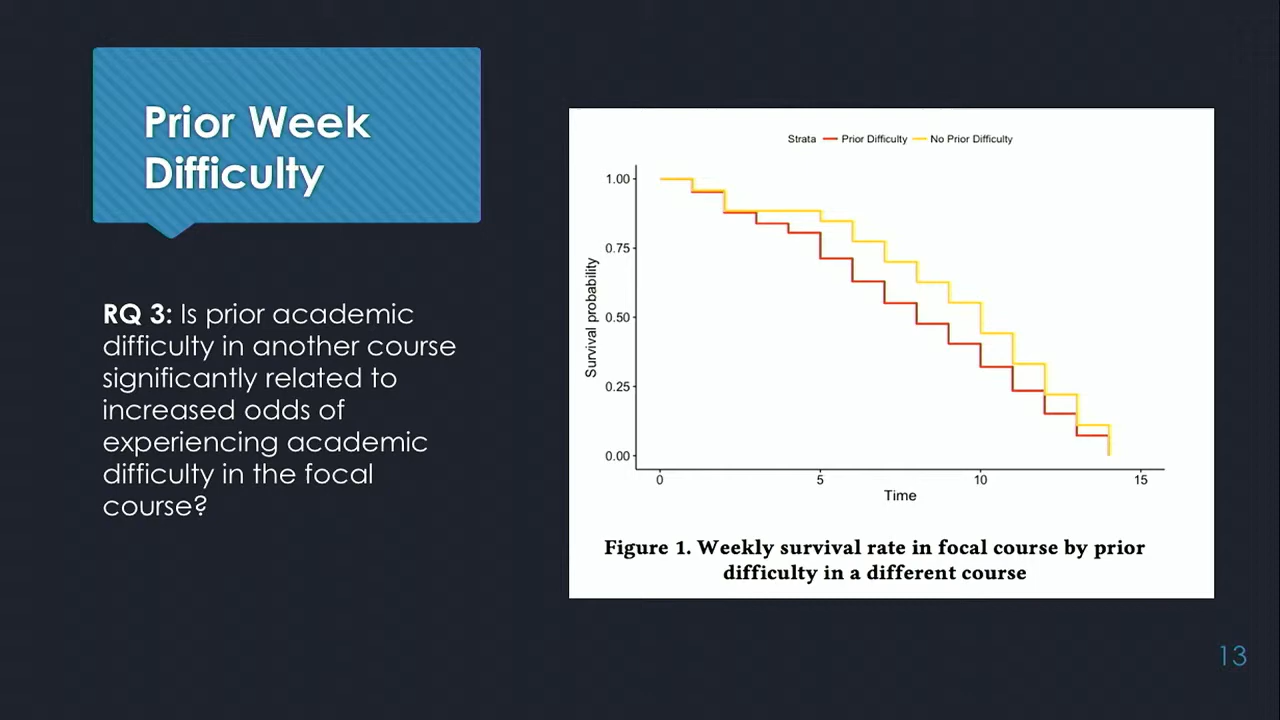 Prior Week
Difficulty
RQ 3: Is prior academic
difficulty in another course
significantly related to
increased odds of
experiencing academic
difficulty in the focal
course?
Strata Prior Difficulty No Prior Difficulty
1.00
0.75
0.50
0.25
0.00
Survival probability
0 5 10 15
Time
Figure 1. Weekly survival rate in focal course by prior
difficulty in a different course
13